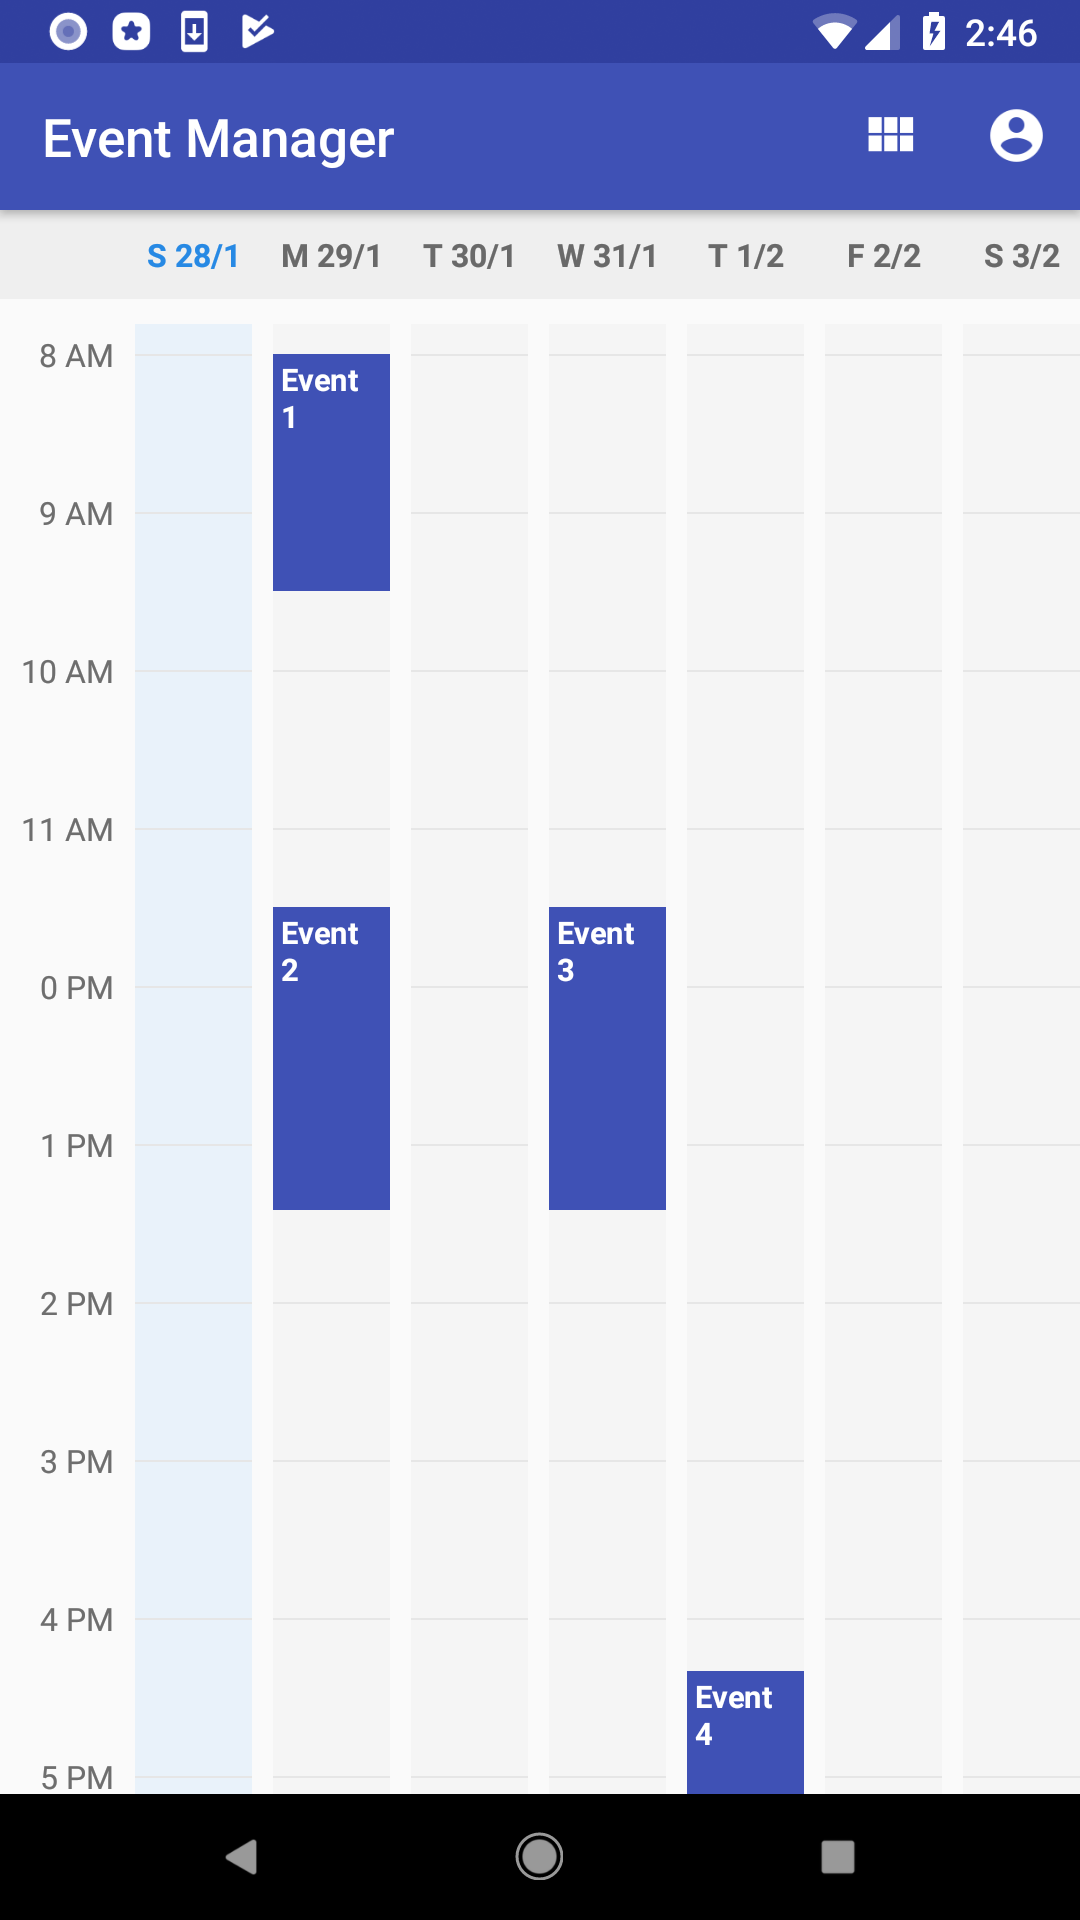 2:46
Event Manager
S 28/1 M 29/1 T 30/1 W 31/1 T 1/2 F 2/2 S 3/2
8 AM
Event
1
9 AM
10 AM
11 AM
Event
2
Event
3
0 PM
1 PM
2 PM
3 PM
4 PM
Event
4
5 PM